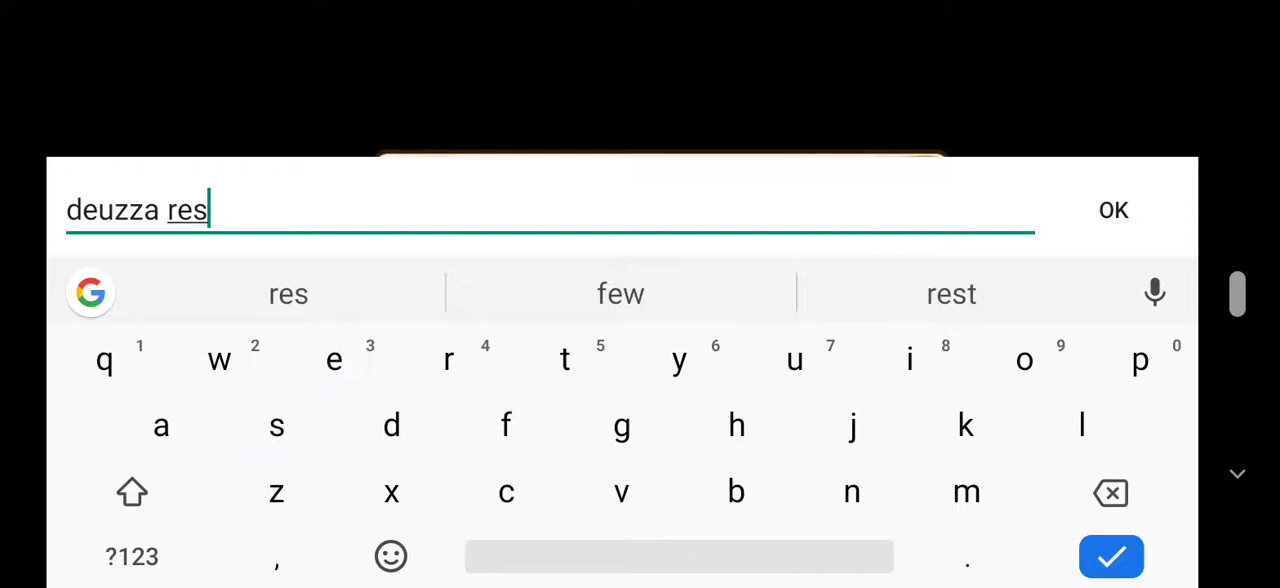 deuzza res
OK
res few rest
q 1 w 2 e 3 r 4 t 5 y 6 u 7 i 8 o 9 p 0
a s d f g h j k l
z x c v b n m
?123 , .